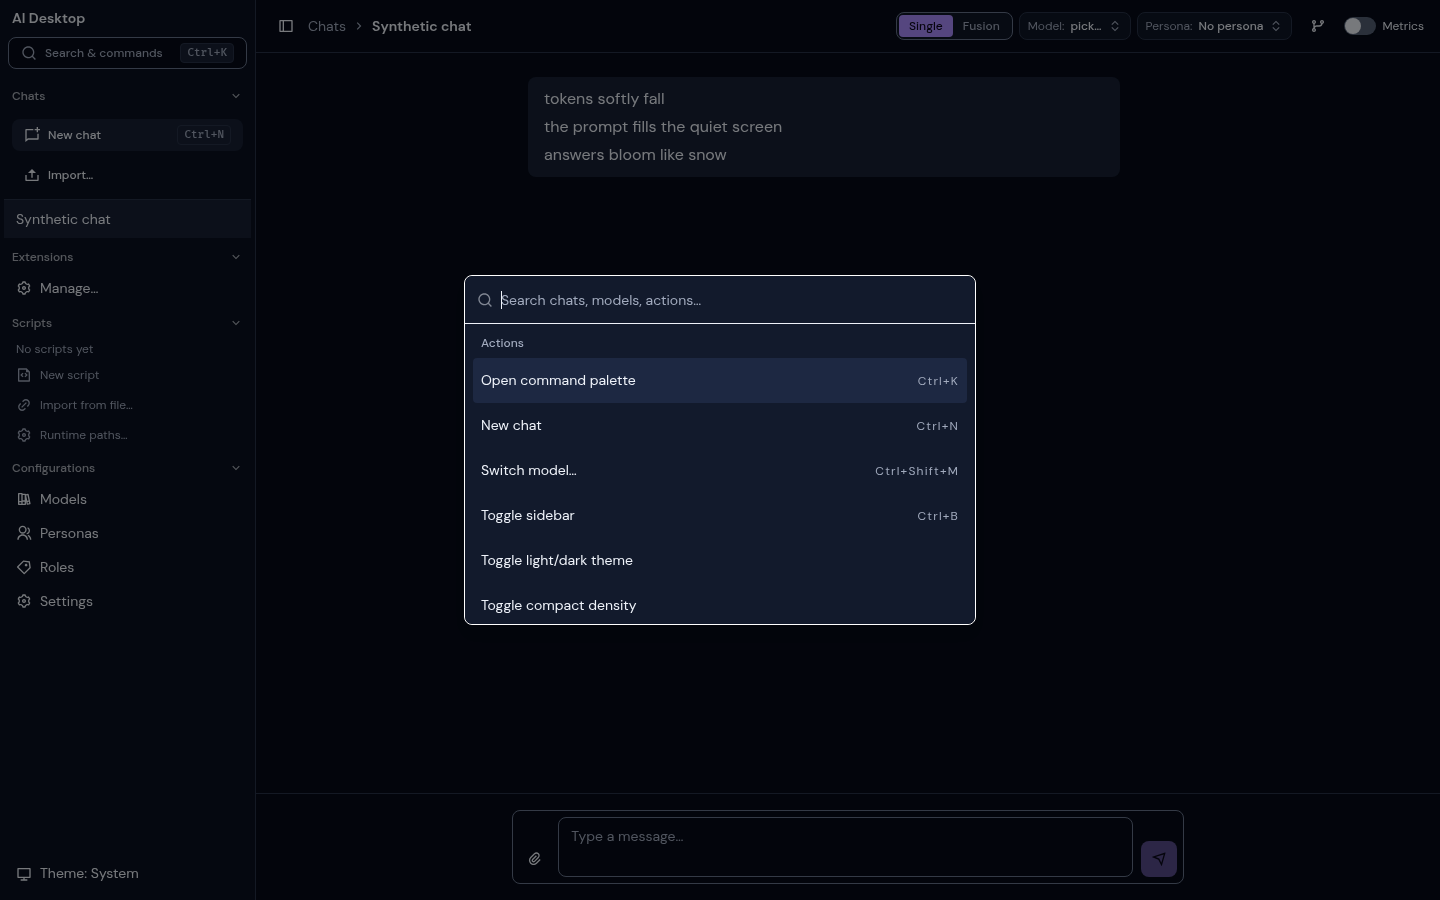 AI Desktop
Search & commands Ctrl+K
Chats
New chat Ctrl+N
Import…
Synthetic chat
Extensions
Manage…
Scripts
No scripts yet
New script
Import from file…
Runtime paths…
Configurations
Models
Personas
Roles
Settings
Theme: System
Chats > Synthetic chat
Single Fusion
Model: pick…
Persona: No persona
Metrics
tokens softly fall
the prompt fills the quiet screen
answers bloom like snow
Search chats, models, actions…
Actions
Open command palette Ctrl+K
New chat Ctrl+N
Switch model… Ctrl+Shift+M
Toggle sidebar Ctrl+B
Toggle light/dark theme
Toggle compact density
Type a message…